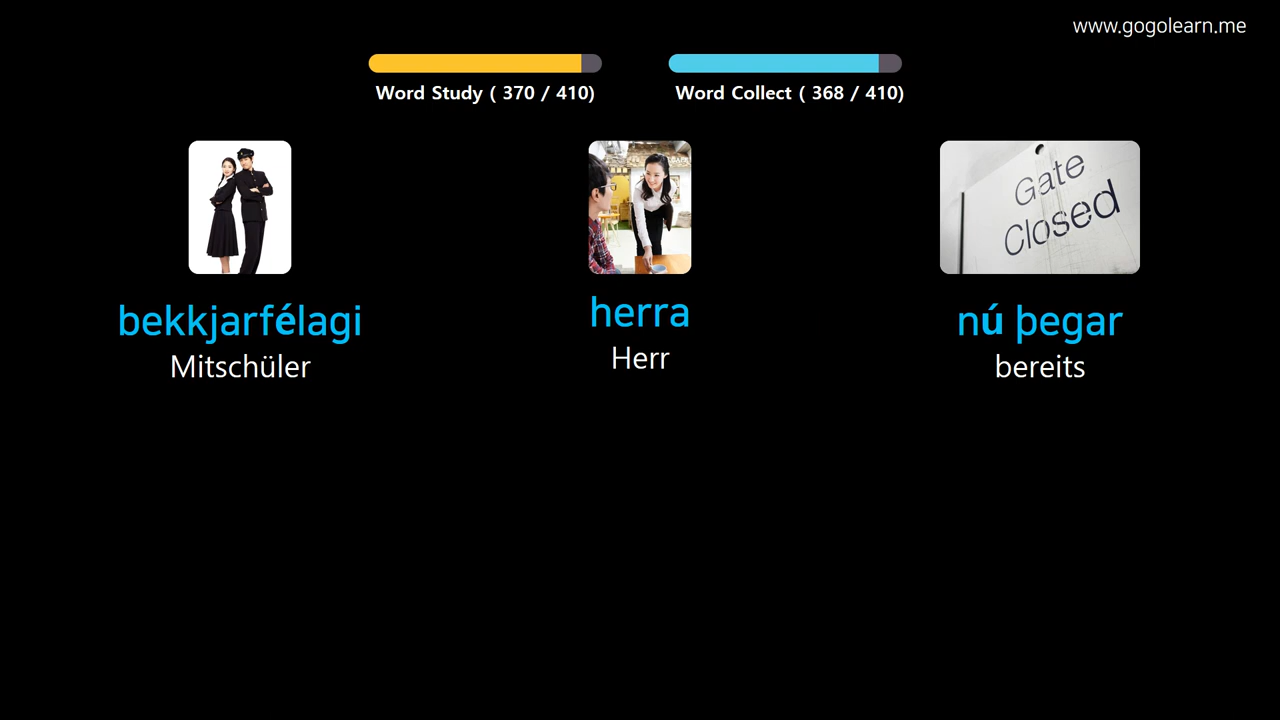 www.gogolearn.me
Word Study ( 370 / 410)
Word Collect ( 368 / 410)
Gate
Closed
bekkjarfélagi
Mitschüler
herra
Herr
nú þegar
bereits